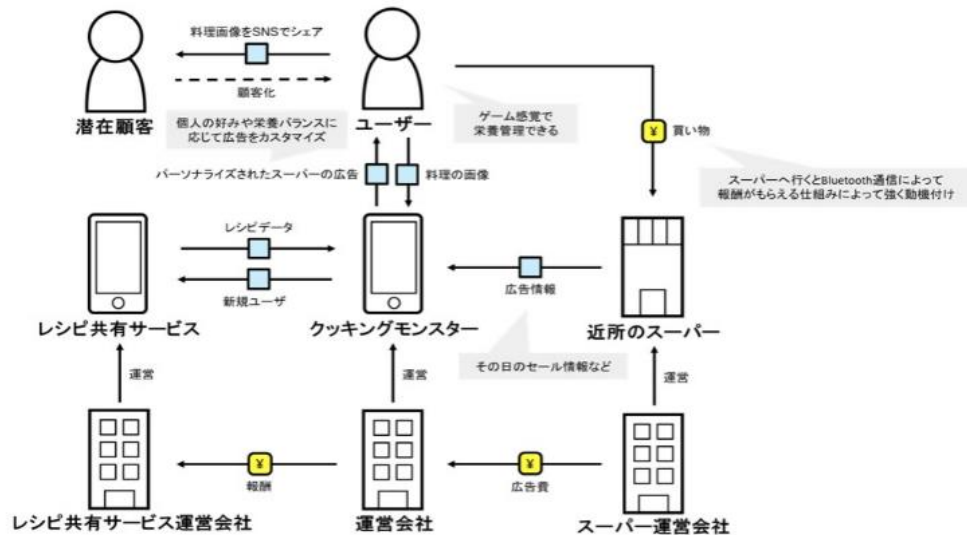 料理画像をSNSでシェア
顧客化
潜在顧客
ユーザー
個人の好みや栄養バランスに
応じて広告をカスタマイズ
ゲーム感覚で
栄養管理できる
¥
買い物
パーソナライズされたスーパーの広告
料理の画像
スーパーへ行くとBluetooth通信によって
報酬がもらえる仕組みによって強く動機付け
レシピデータ
新規ユーザ
広告情報
レシピ共有サービス
クッキングモンスター
近所のスーパー
その日のセール情報など
運営
運営
運営
¥
報酬
¥
広告費
レシピ共有サービス運営会社
運営会社
スーパー運営会社